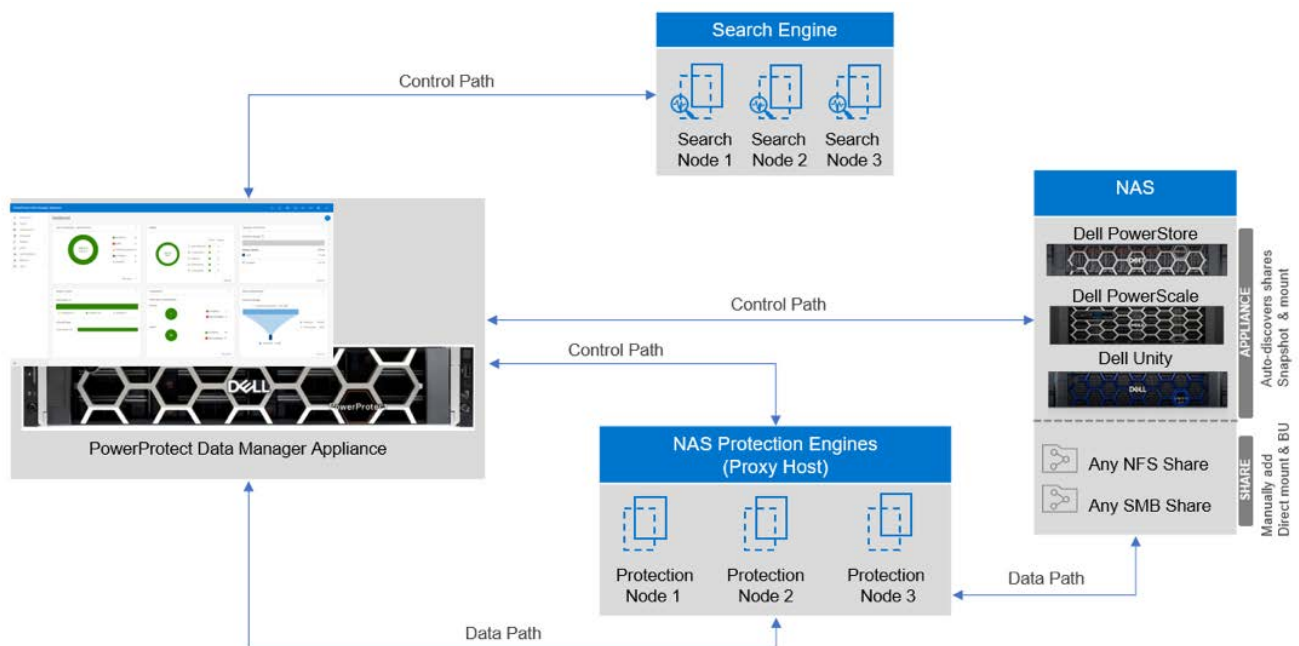 Search Engine
Control Path
Search
Node 1
Search
Node 2
Search
Node 3
NAS
Dell PowerStore
Dell PowerScale
Dell Unity
APPLIANCE
Auto-discovers shares
Snapshot & mount
Control Path
Control Path
DELL
PowerProtect
PowerProtect Data Manager Appliance
NAS Protection Engines
(Proxy Host)
Protection
Node 1
Protection
Node 2
Protection
Node 3
Any NFS Share
Any SMB Share
SHARE
Manually add
Direct mount & BU
Data Path
Data Path